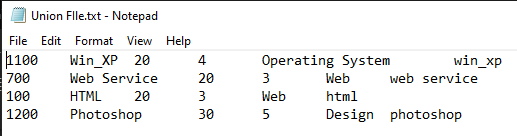 Union FIle.txt - Notepad
File Edit Format View Help
1100 Win_XP 20 4 Operating System win_xp
700 Web Service 20 3 Web web service
100 HTML 20 3 Web html
1200 Photoshop 30 5 Design photoshop